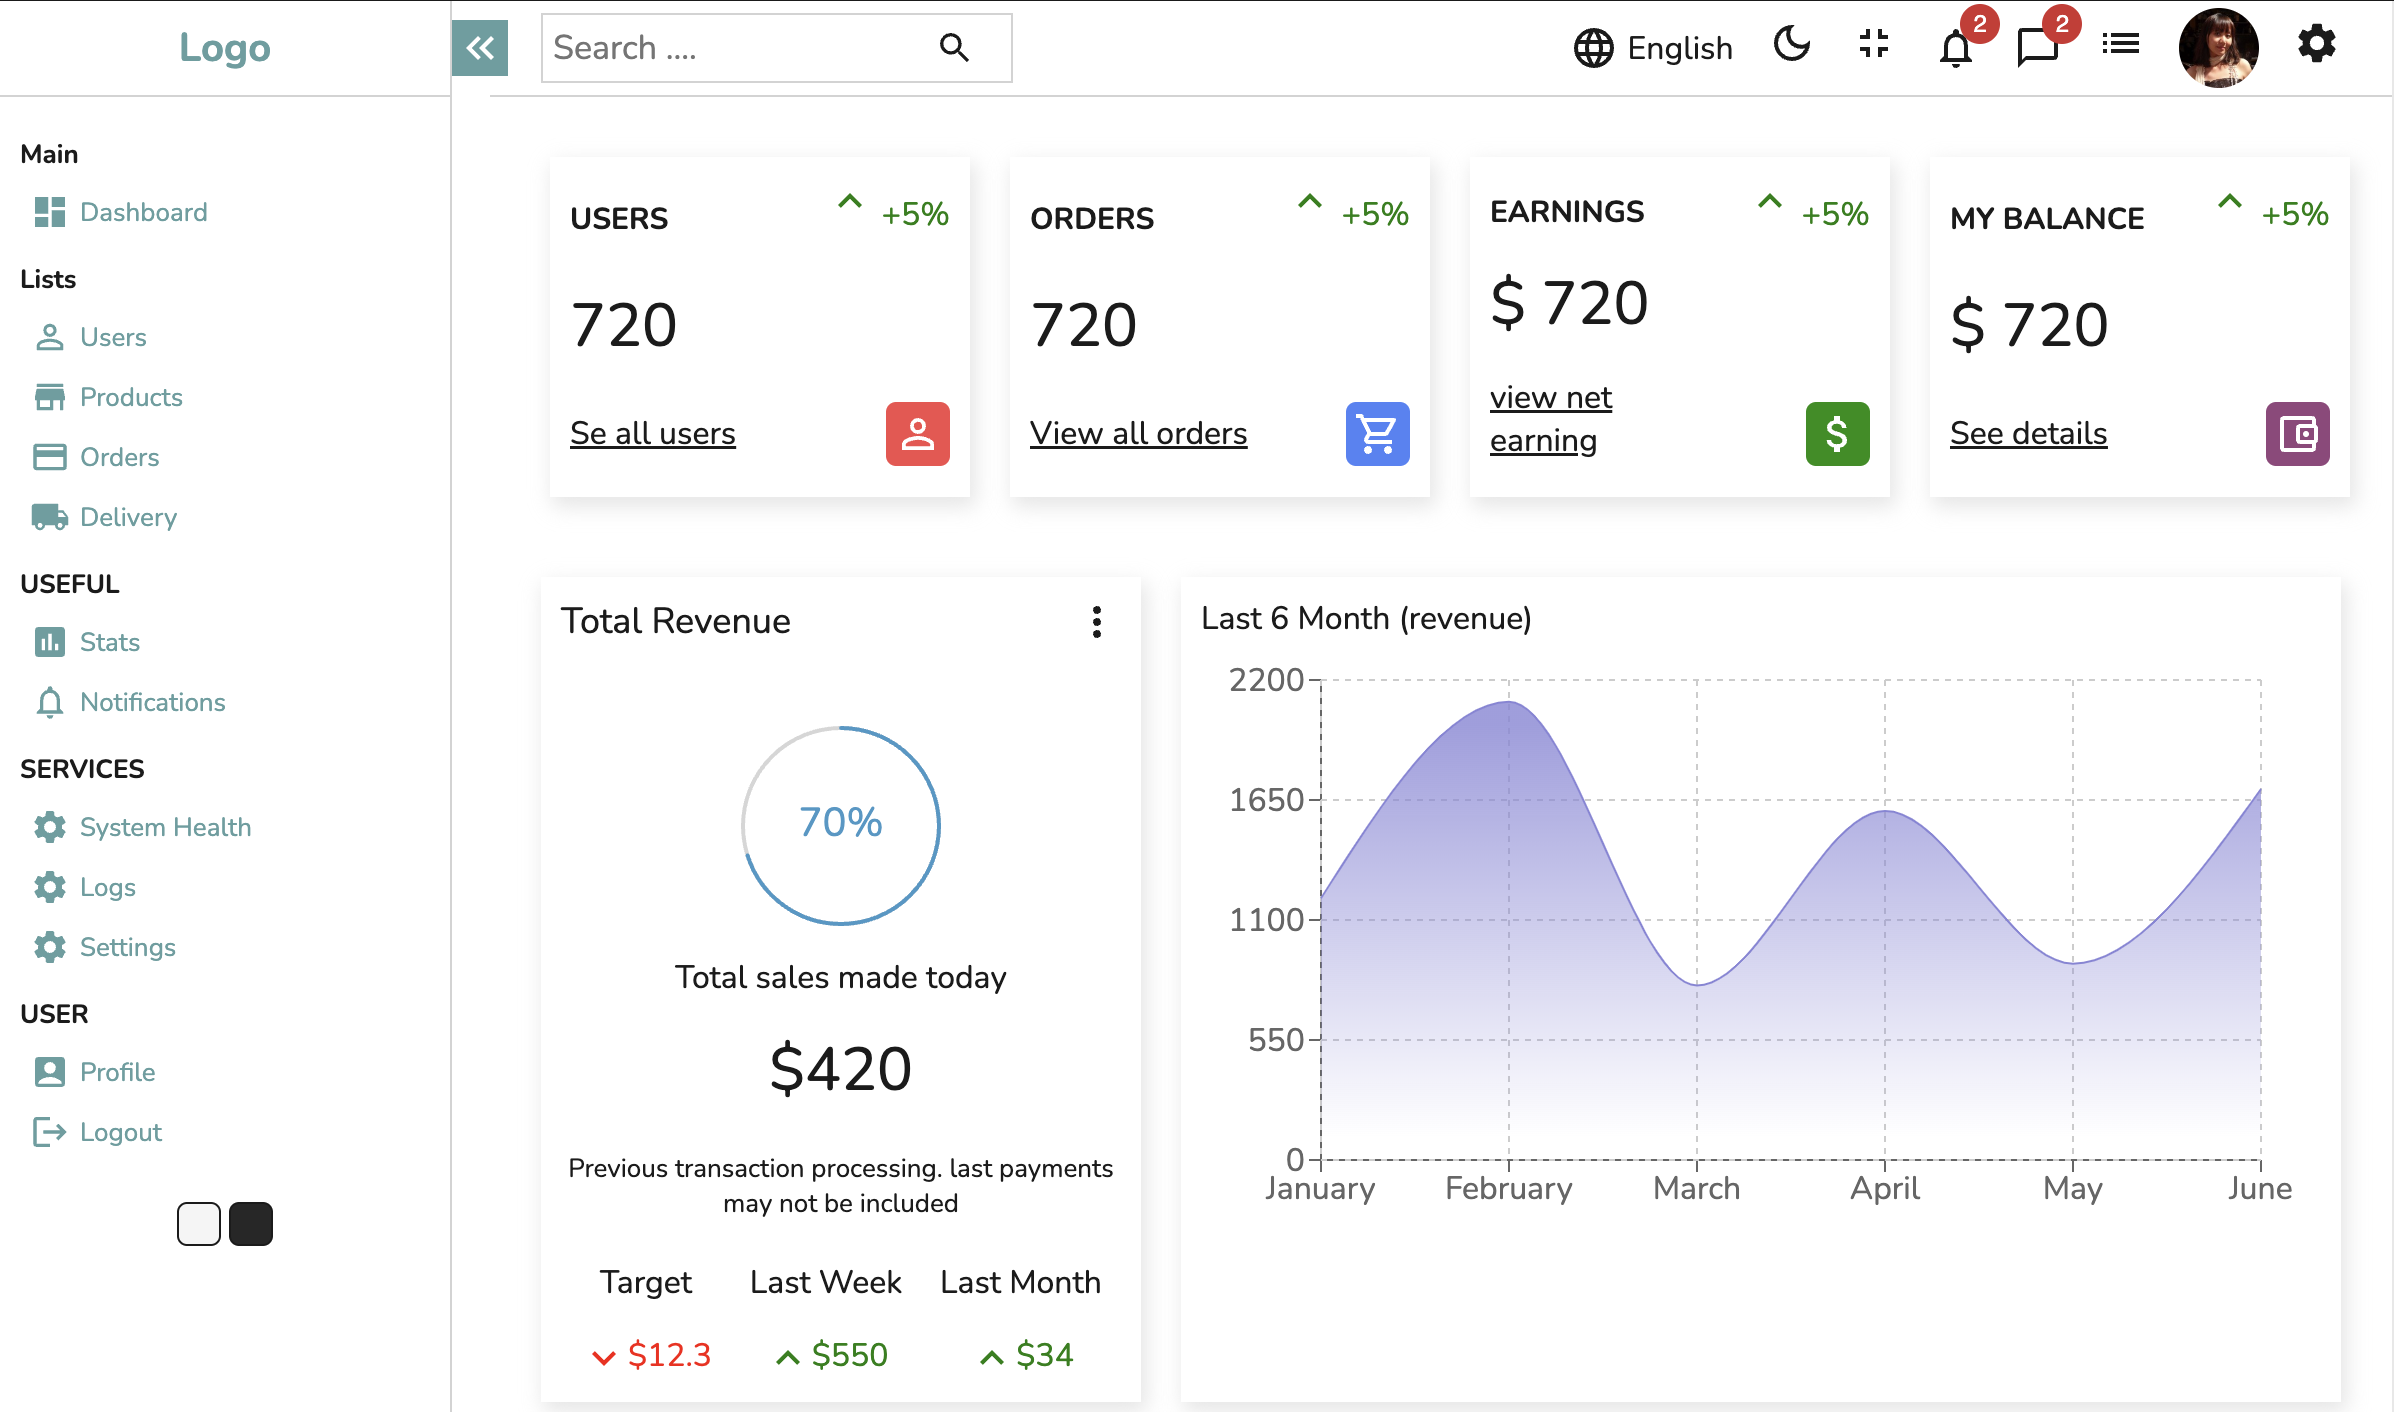 Logo
Search ....
English
2
2
Main
Dashboard
Lists
Users
Products
Orders
Delivery
USEFUL
Stats
Notifications
SERVICES
System Health
Logs
Settings
USER
Profile
Logout
USERS
+5%
720
Se all users
ORDERS
+5%
720
View all orders
EARNINGS
+5%
$ 720
view net
earning
$
MY BALANCE
+5%
$ 720
See details
Total Revenue
70%
Total sales made today
$420
Previous transaction processing. last payments
may not be included
Target
Last Week
Last Month
$12.3
$550
$34
Last 6 Month (revenue)
2200
1650
1100
550
0
January
February
March
April
May
June